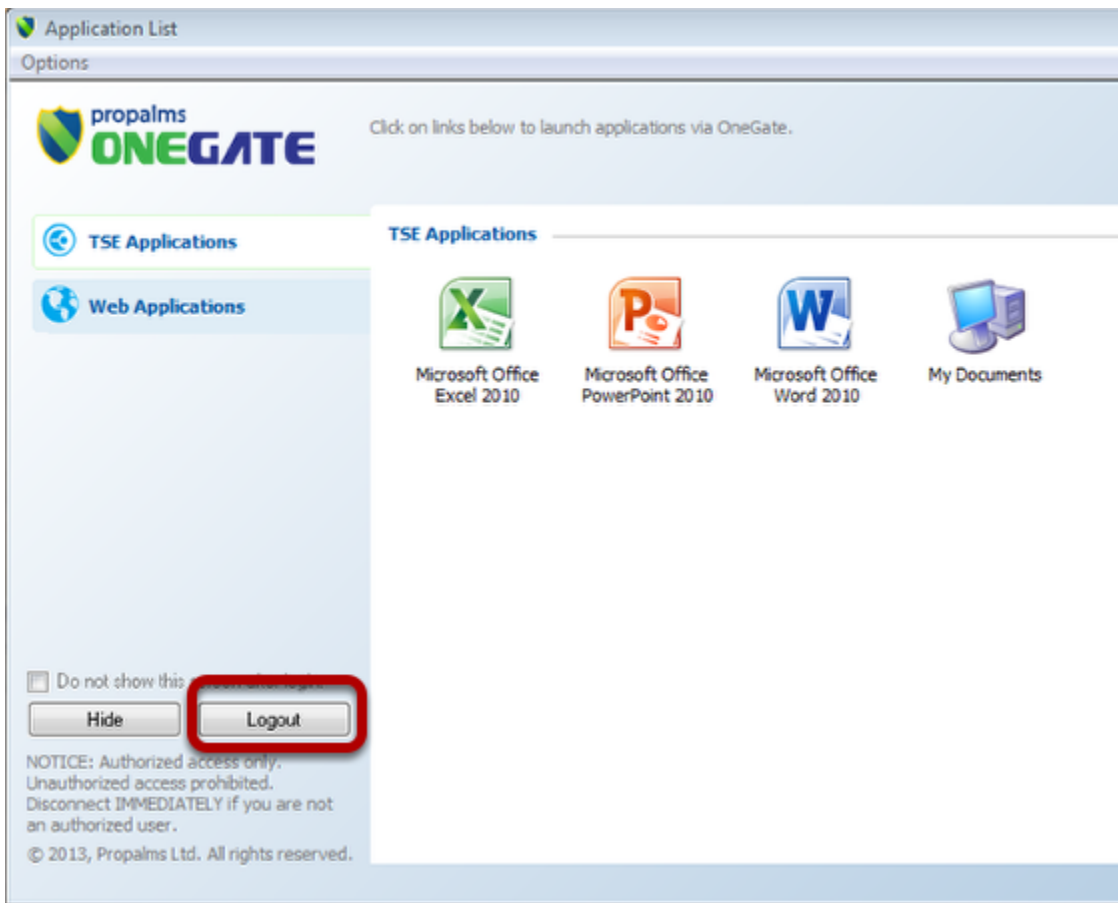 Application List
Options
propalms
ONEGATE
Click on links below to launch applications via OneGate.
TSE Applications
Web Applications
TSE Applications
Microsoft Office
Excel 2010
Microsoft Office
PowerPoint 2010
Microsoft Office
Word 2010
My Documents
Do not show this
Hide
Logout
NOTICE: Authorized access only.
Unauthorized access prohibited.
Disconnect IMMEDIATELY if you are not
an authorized user.
© 2013, Propalms Ltd. All rights reserved.